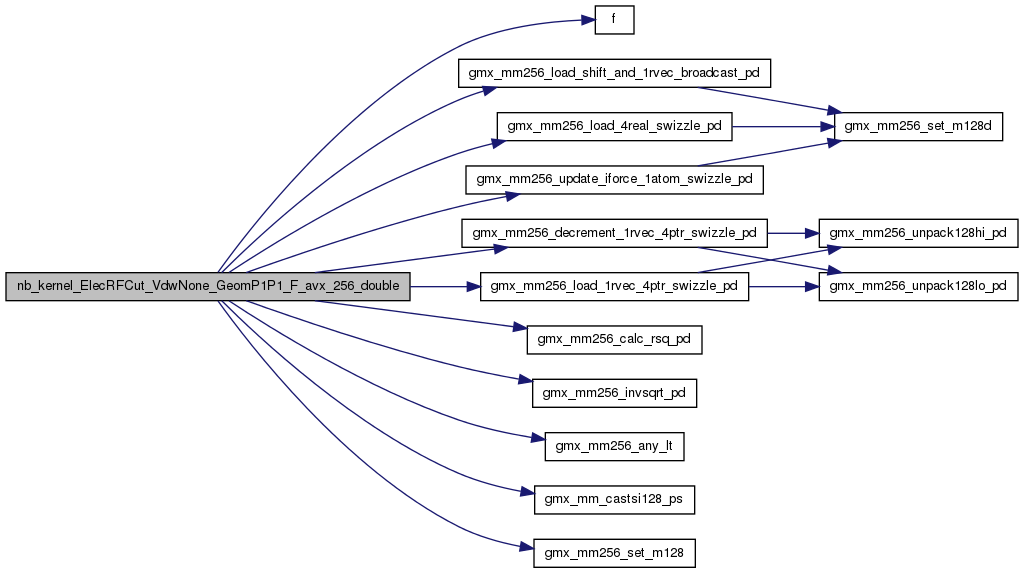 f
gmx_mm256_load_shift_and_1rvec_broadcast_pd
gmx_mm256_load_4real_swizzle_pd
gmx_mm256_set_m128d
gmx_mm256_update_iforce_1atom_swizzle_pd
gmx_mm256_decrement_1rvec_4ptr_swizzle_pd
gmx_mm256_unpack128hi_pd
nb_kernel_ElecRFCut_VdwNone_GeomP1P1_F_avx_256_double
gmx_mm256_load_1rvec_4ptr_swizzle_pd
gmx_mm256_unpack128lo_pd
gmx_mm256_calc_rsq_pd
gmx_mm256_invsqrt_pd
gmx_mm256_any_lt
gmx_mm_castsi128_ps
gmx_mm256_set_m128